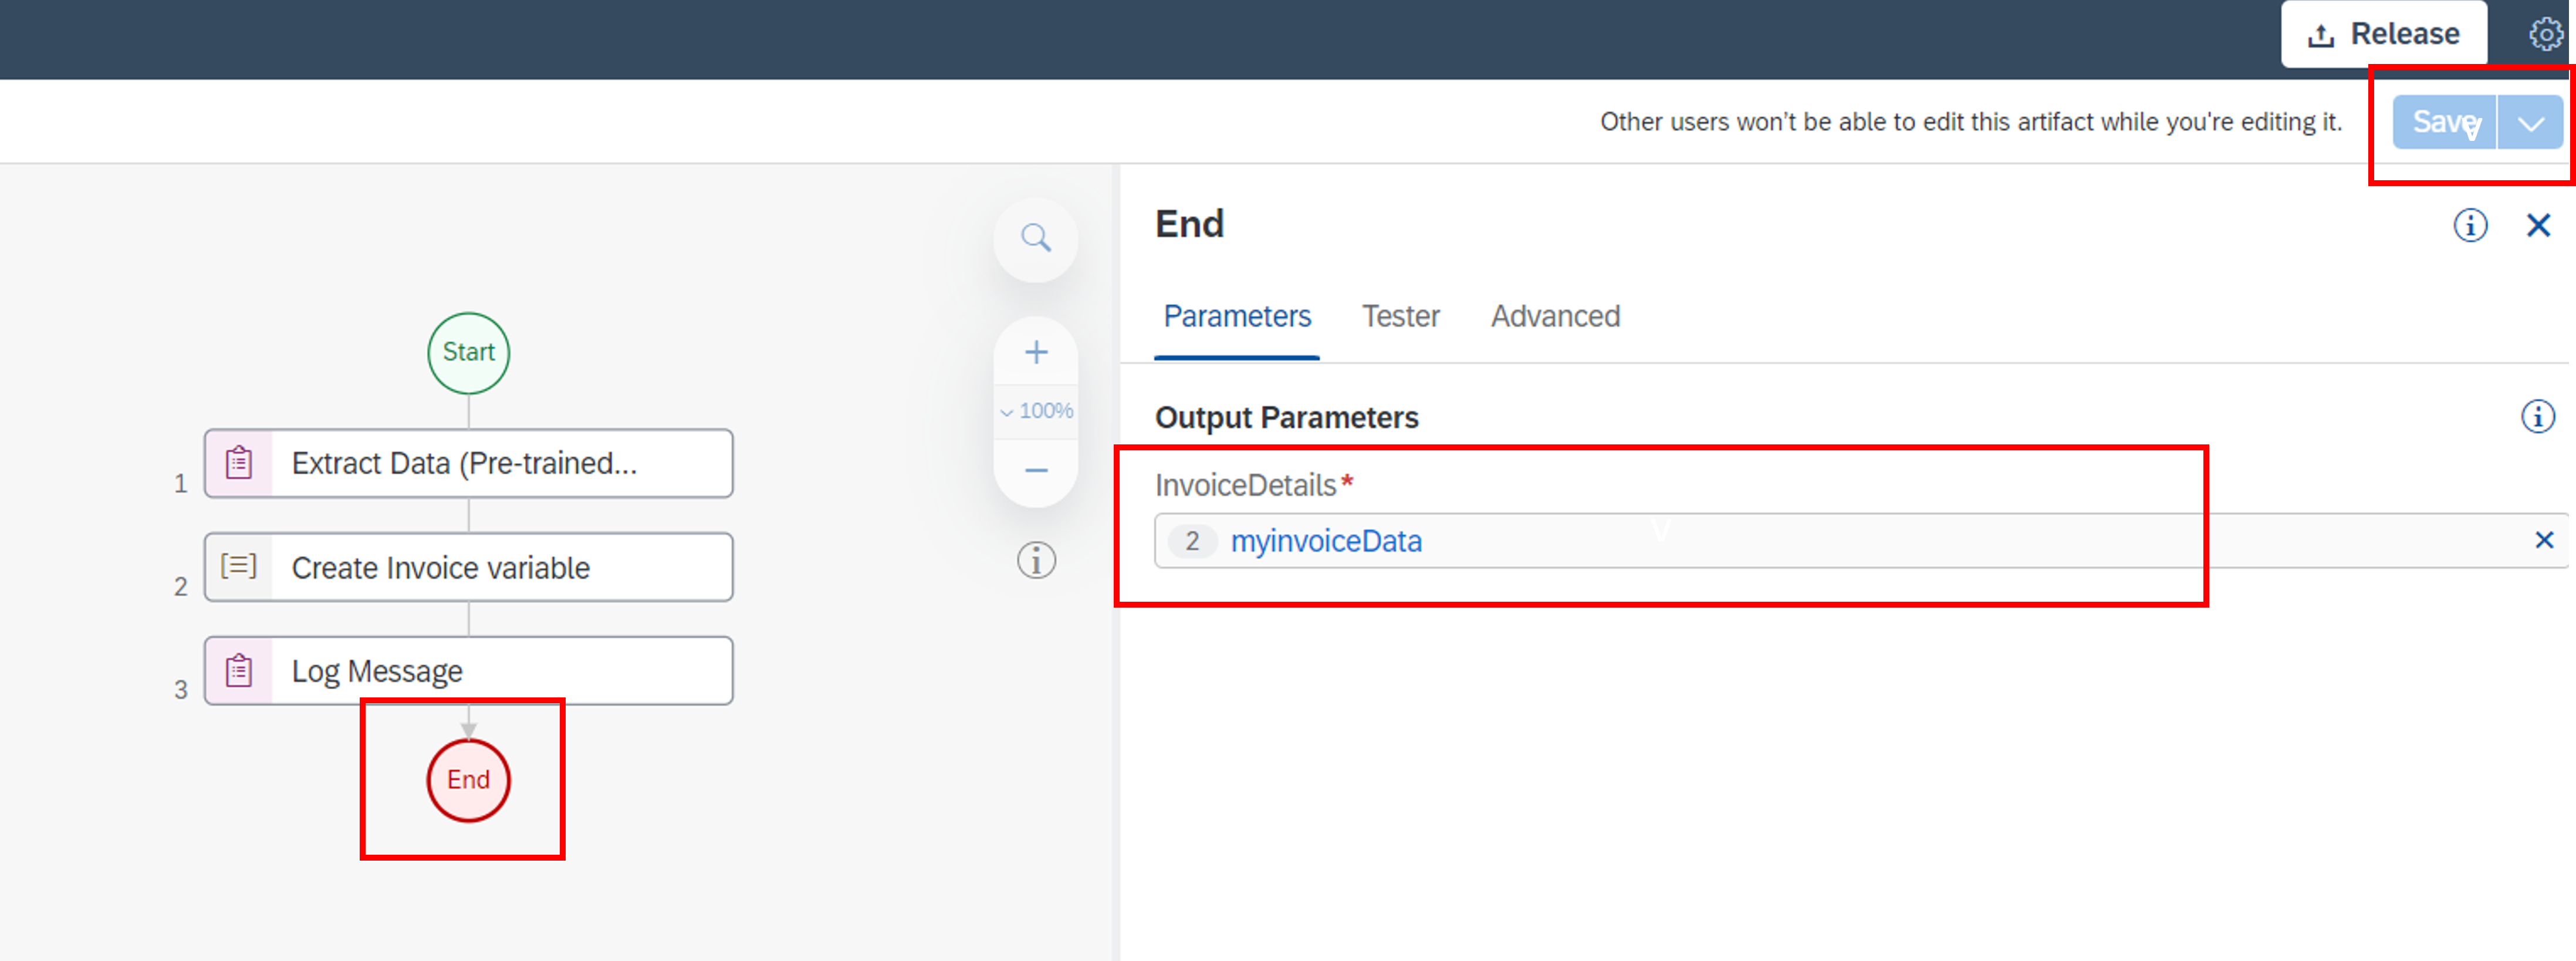 Release
Other users won't be able to edit this artifact while you're editing it.
Save
End
Parameters Tester Advanced
Output Parameters
InvoiceDetails*
2 myinvoiceData
100%
Start
1 Extract Data (Pre-trained...
2 Create Invoice variable
3 Log Message
End